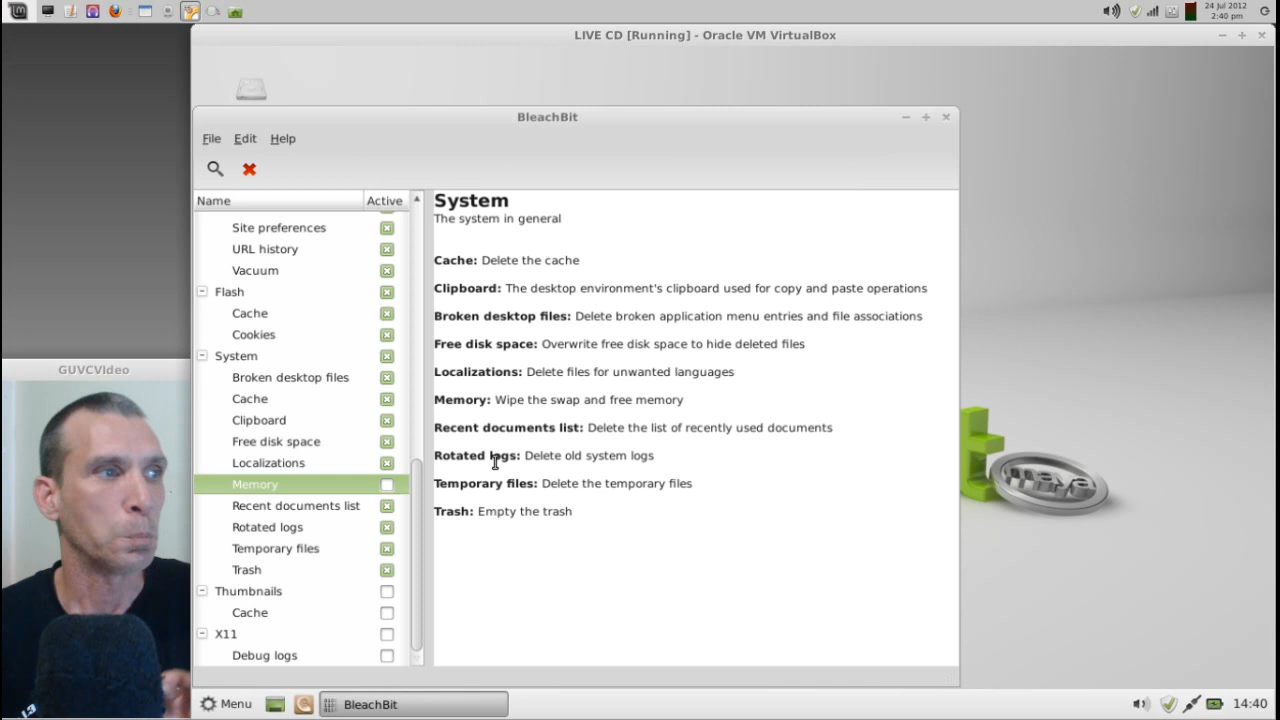 24 Jul 2012
2:40 pm
LIVE CD [Running] - Oracle VM VirtualBox
BleachBit
File Edit Help
Name Active
Site preferences
URL history
Vacuum
Flash
Cache
Cookies
System
Broken desktop files
Cache
Clipboard
Free disk space
Localizations
Memory
Recent documents list
Rotated logs
Temporary files
Trash
Thumbnails
Cache
X11
Debug logs
System
The system in general
Cache: Delete the cache
Clipboard: The desktop environment's clipboard used for copy and paste operations
Broken desktop files: Delete broken application menu entries and file associations
Free disk space: Overwrite free disk space to hide deleted files
Localizations: Delete files for unwanted languages
Memory: Wipe the swap and free memory
Recent documents list: Delete the list of recently used documents
Rotated logs: Delete old system logs
Temporary files: Delete the temporary files
Trash: Empty the trash
GUVCVideo
maya
Menu BleachBit 14:40